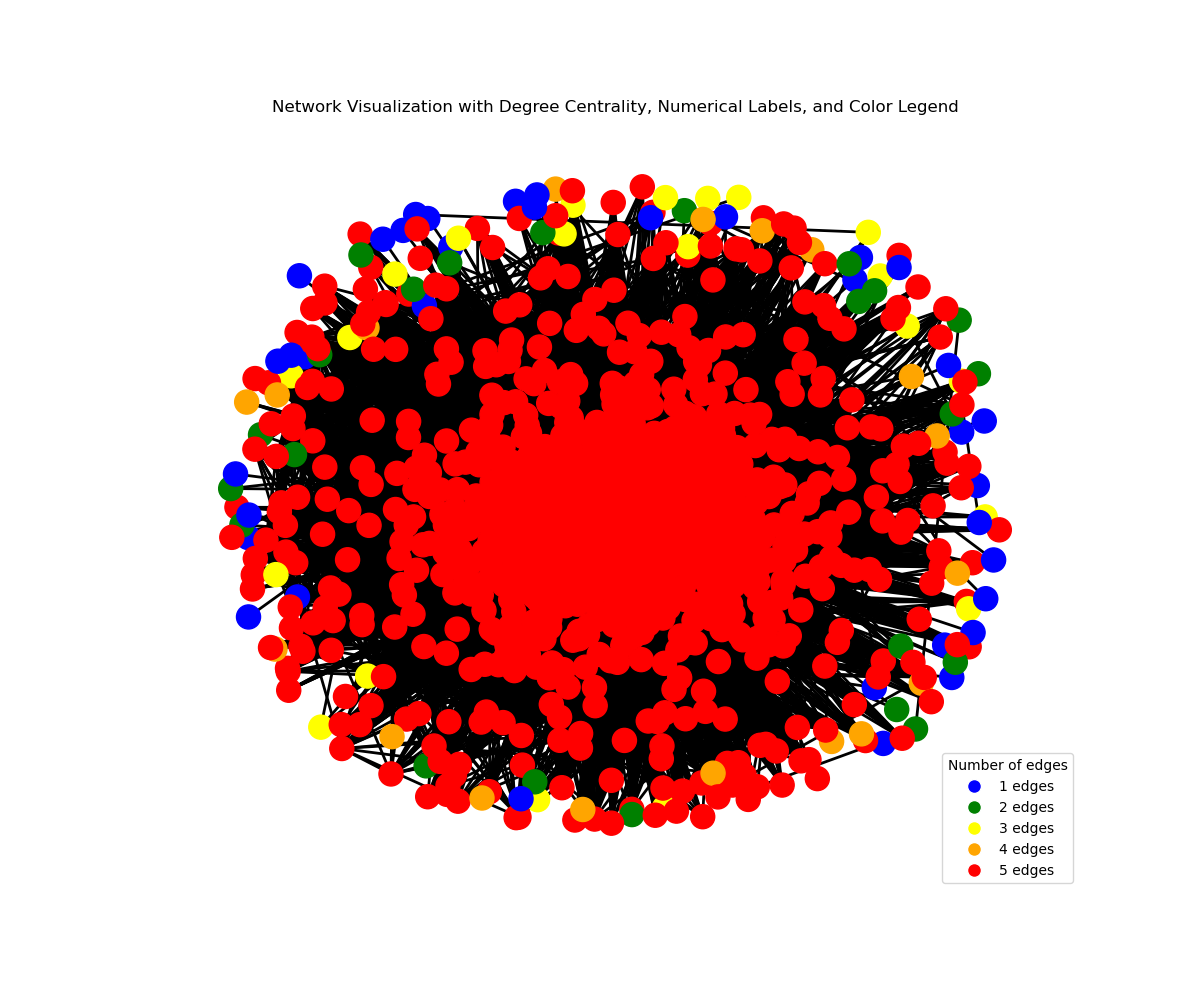 Network Visualization with Degree Centrality, Numerical Labels, and Color Legend
Number of edges
1 edges
2 edges
3 edges
4 edges
5 edges